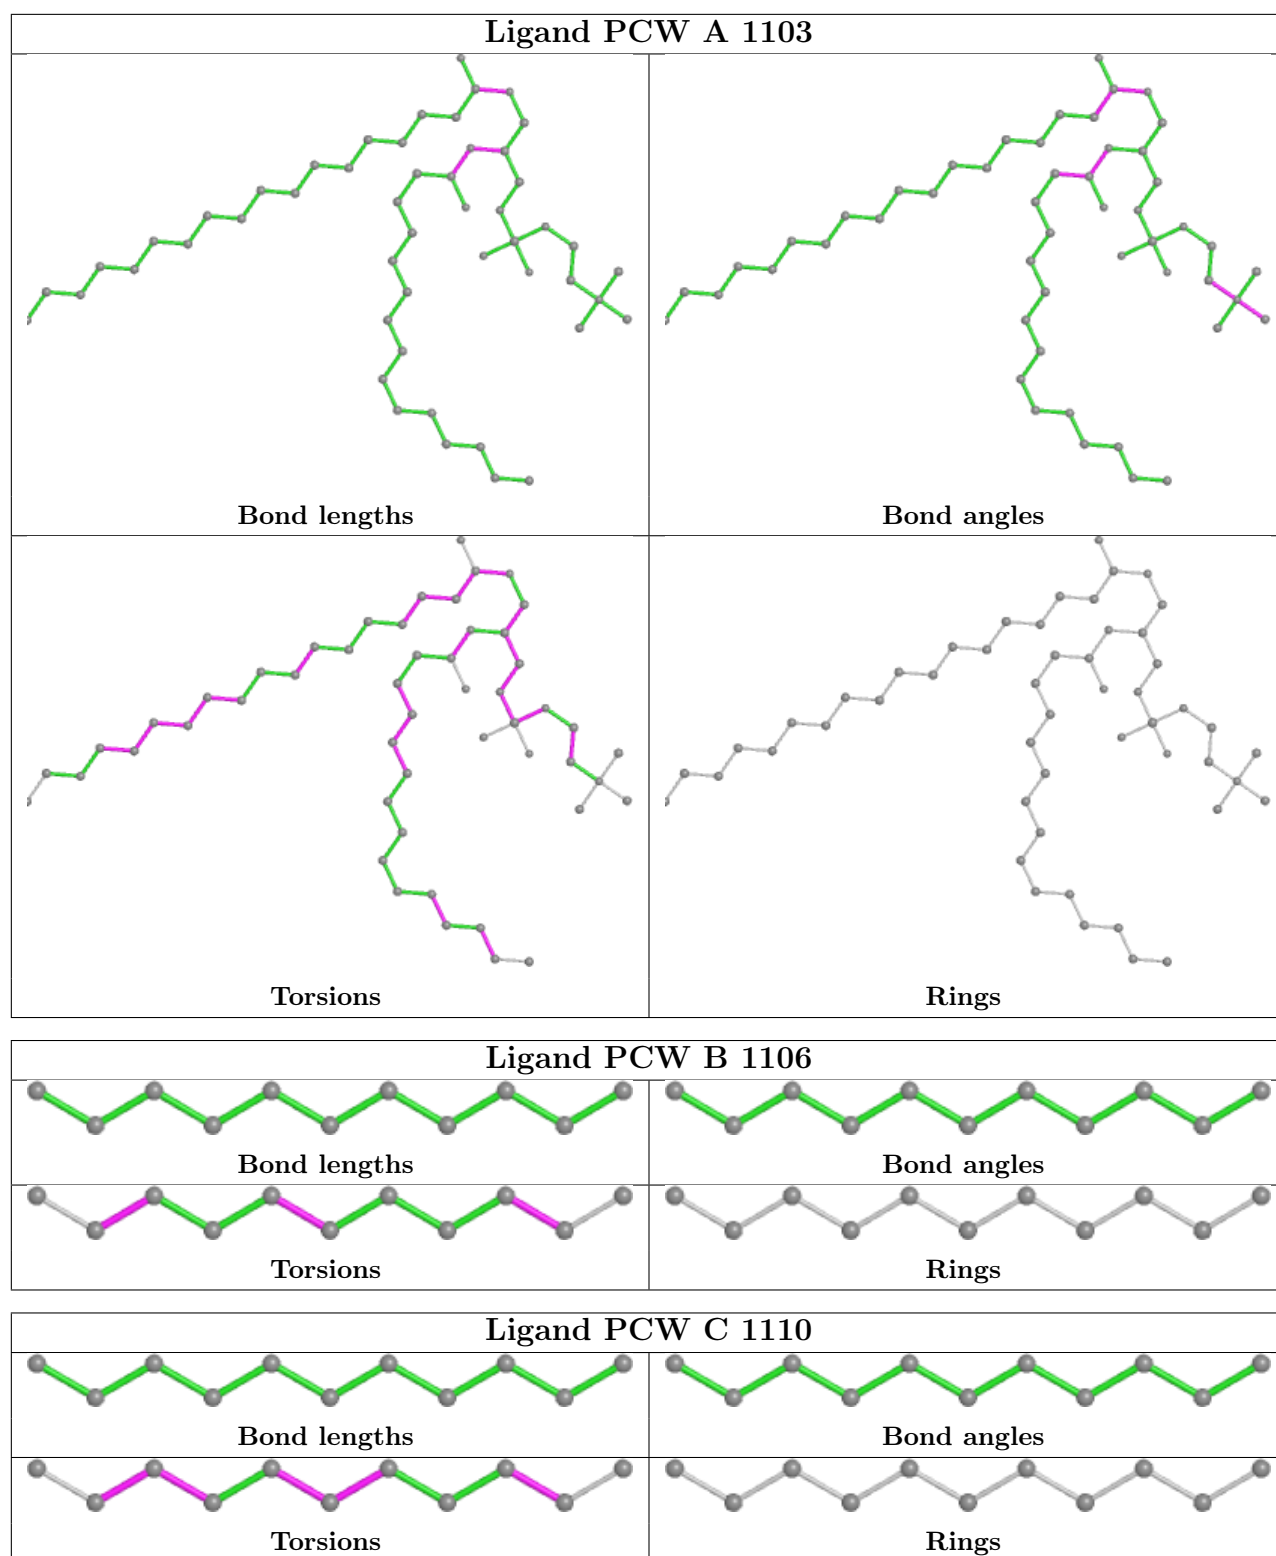 Ligand PCW A 1103
Bond lengths
Bond angles
Torsions
Rings
Ligand PCW B 1106
Bond lengths
Bond angles
Torsions
Rings
Ligand PCW C 1110
Bond lengths
Bond angles
Torsions
Rings